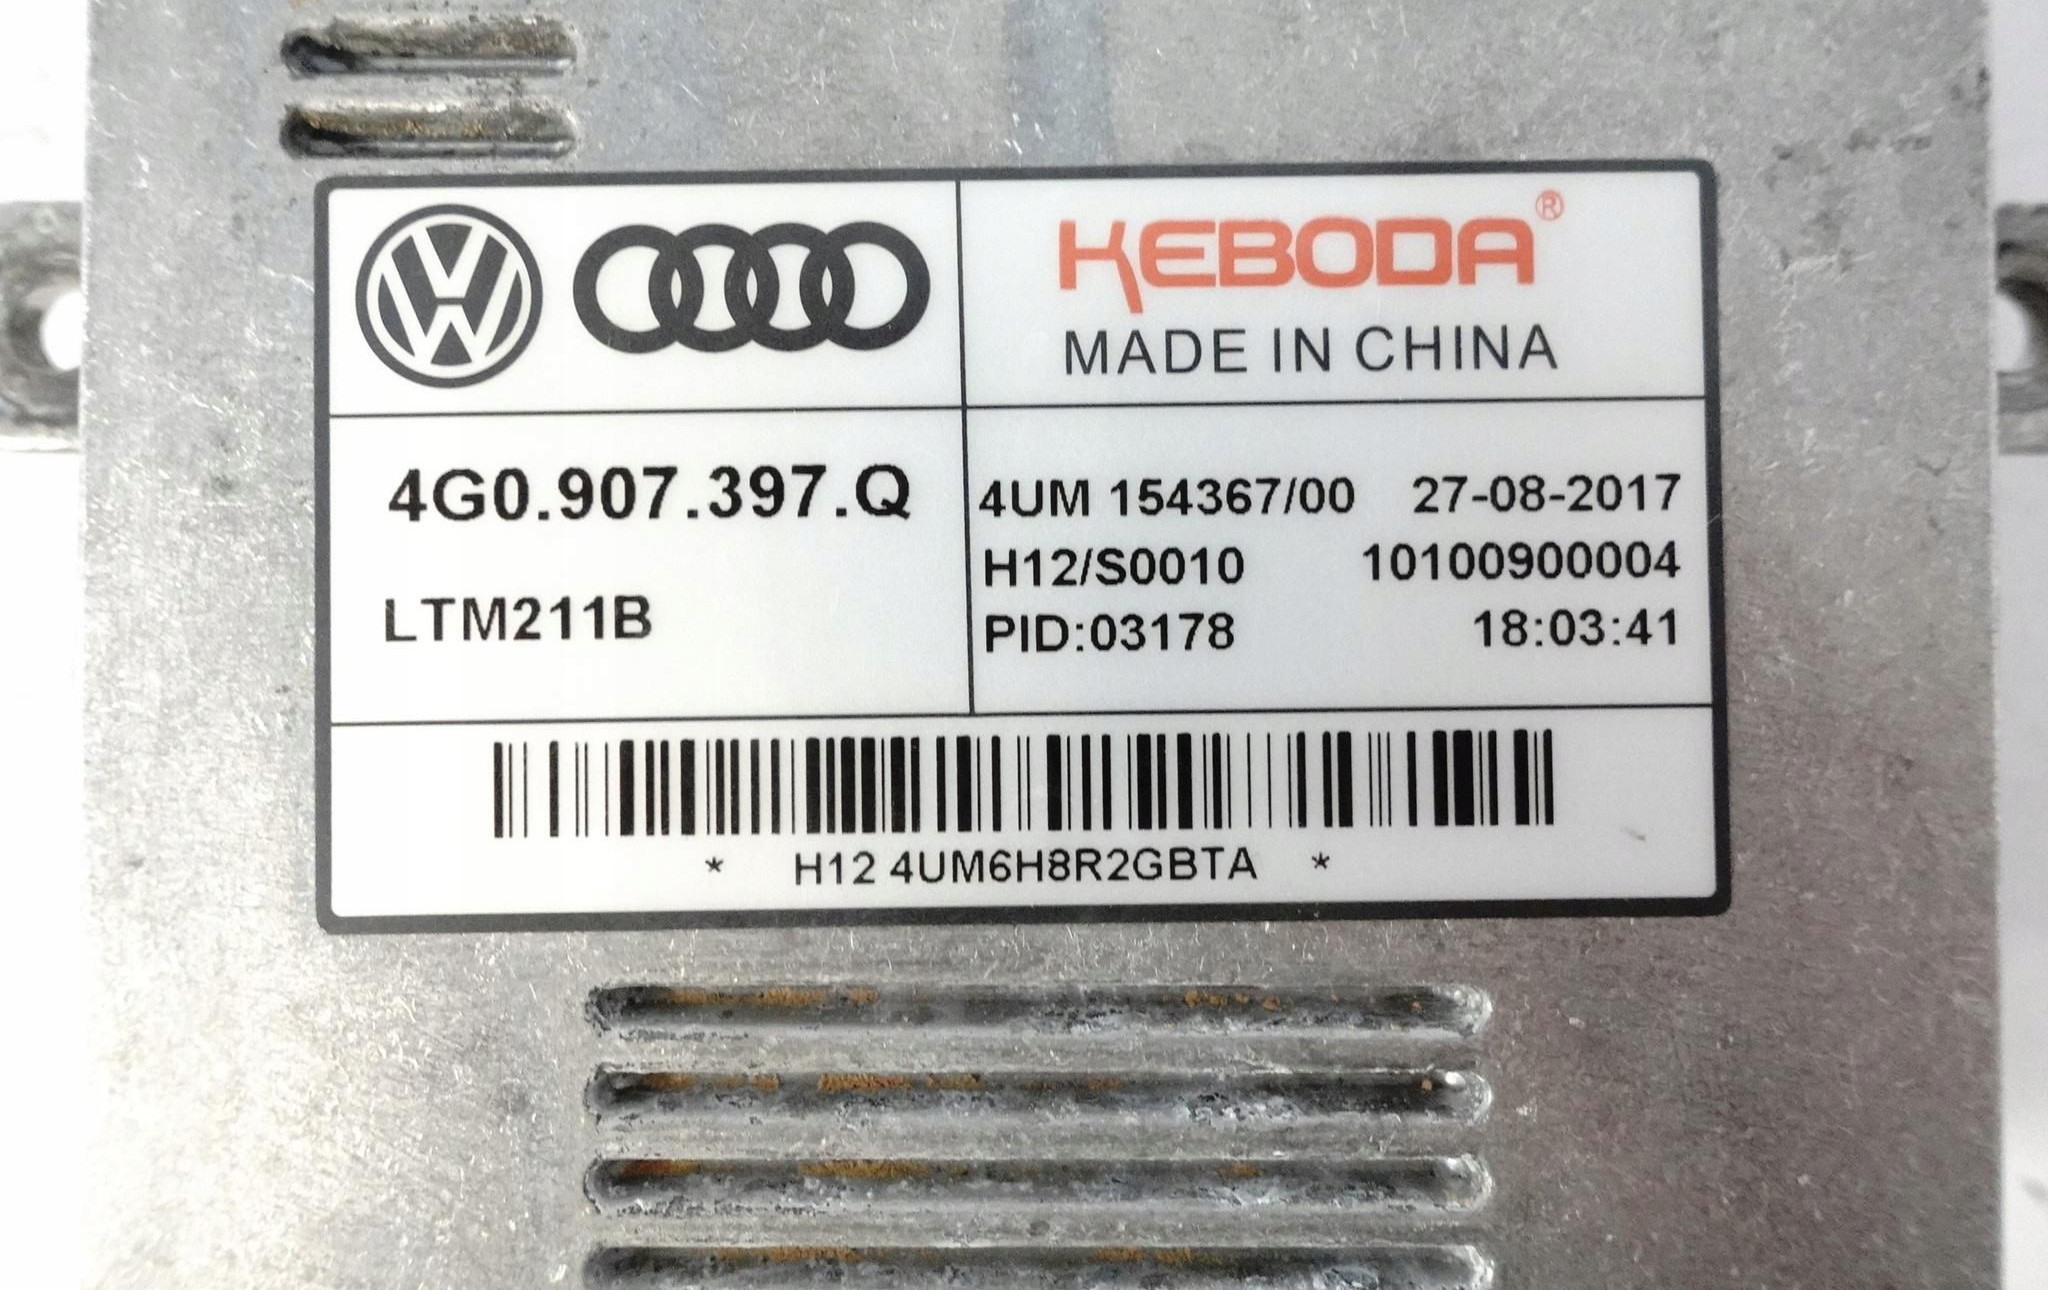 KEBODA®
MADE IN CHINA
4G0.907.397.Q
LTM211B
4UM 154367/00 27-08-2017
H12/S0010 10100900004
PID:03178 18:03:41
* H12 4UM6H8R2GBTA *